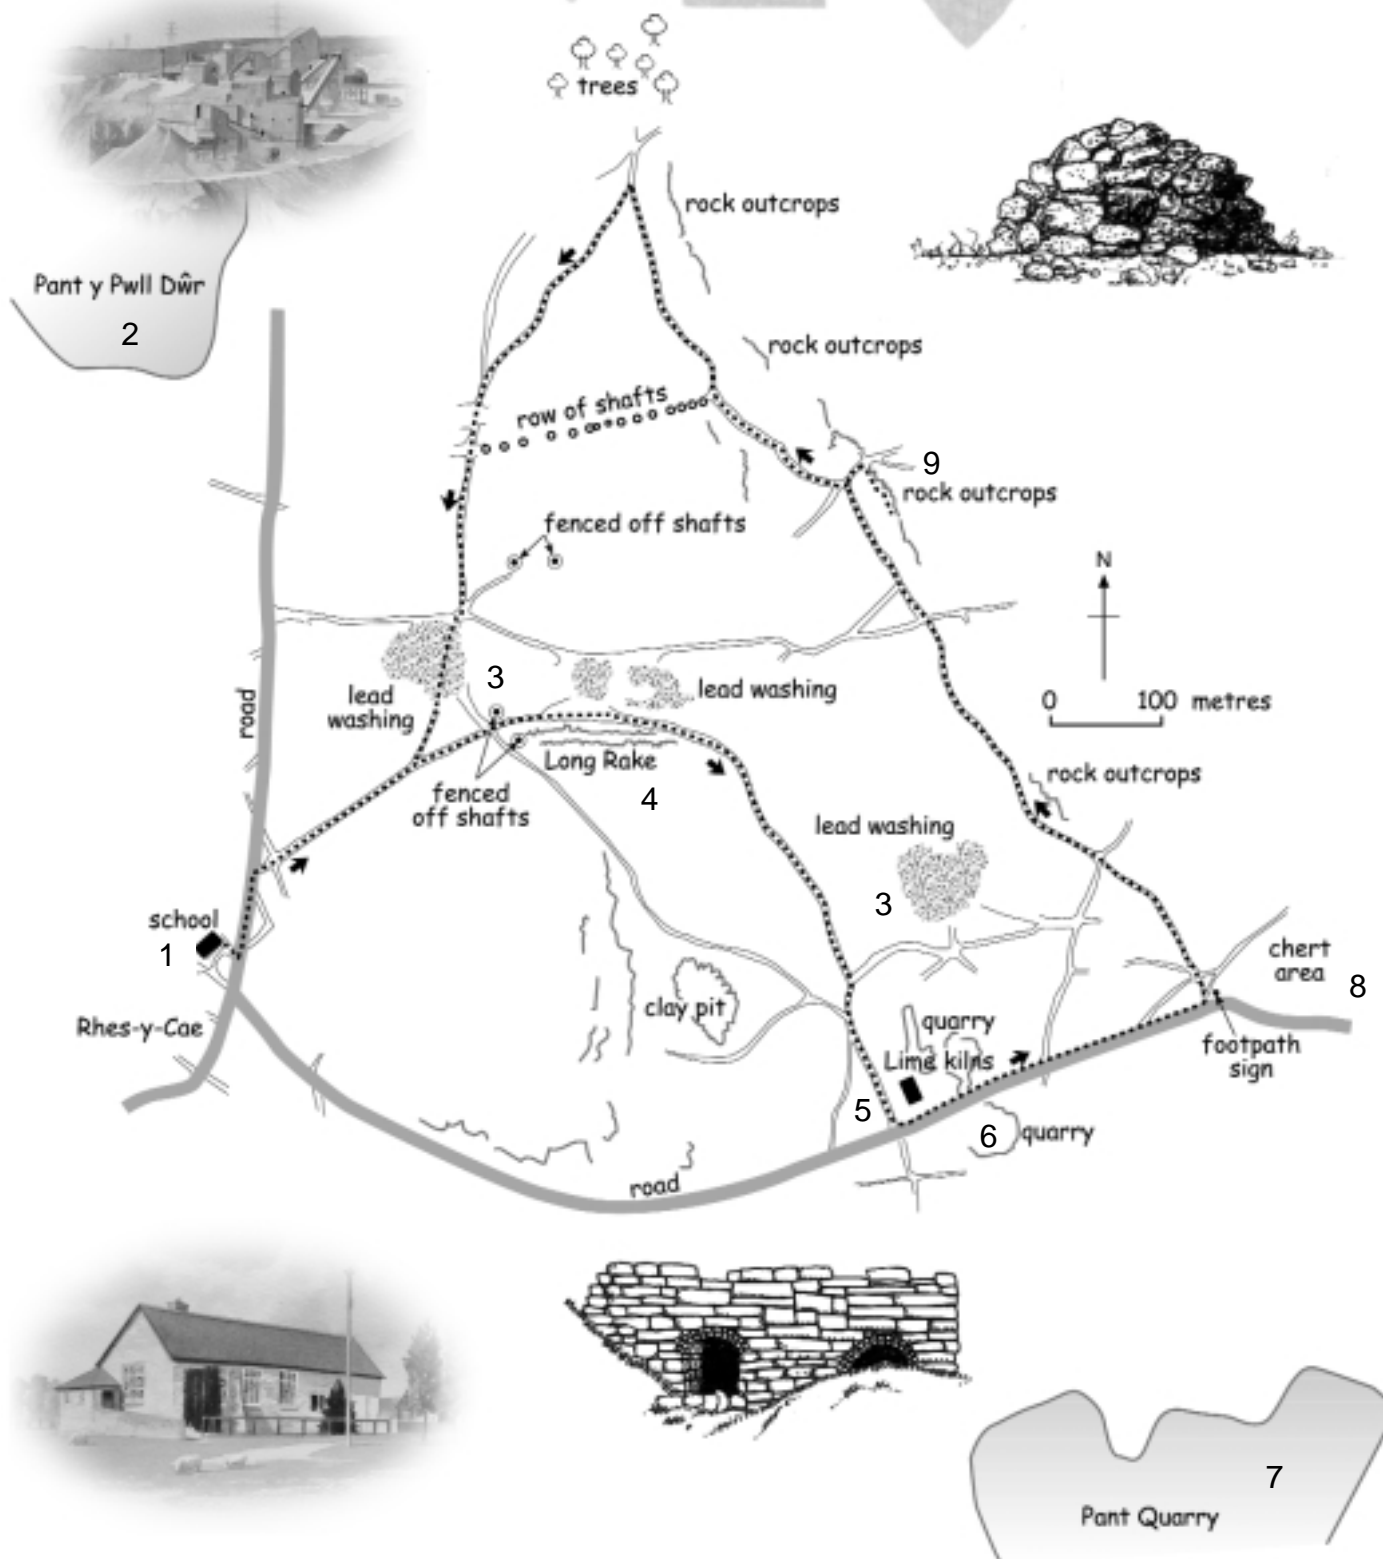 trees
rock outcrops
Pant y Pwll Dŵr
2
rock outcrops
row of shafts
9
rock outcrops
fenced off shafts
N
3
lead
washing
lead washing
0 100 metres
road
Long Rake
rock outcrops
fenced
off shafts
4
lead washing
3
school
1
chert
area
8
clay pit
quarry
Rhes-y-Cae
Lime kilns
footpath
sign
5
6
quarry
road
7
Pant Quarry